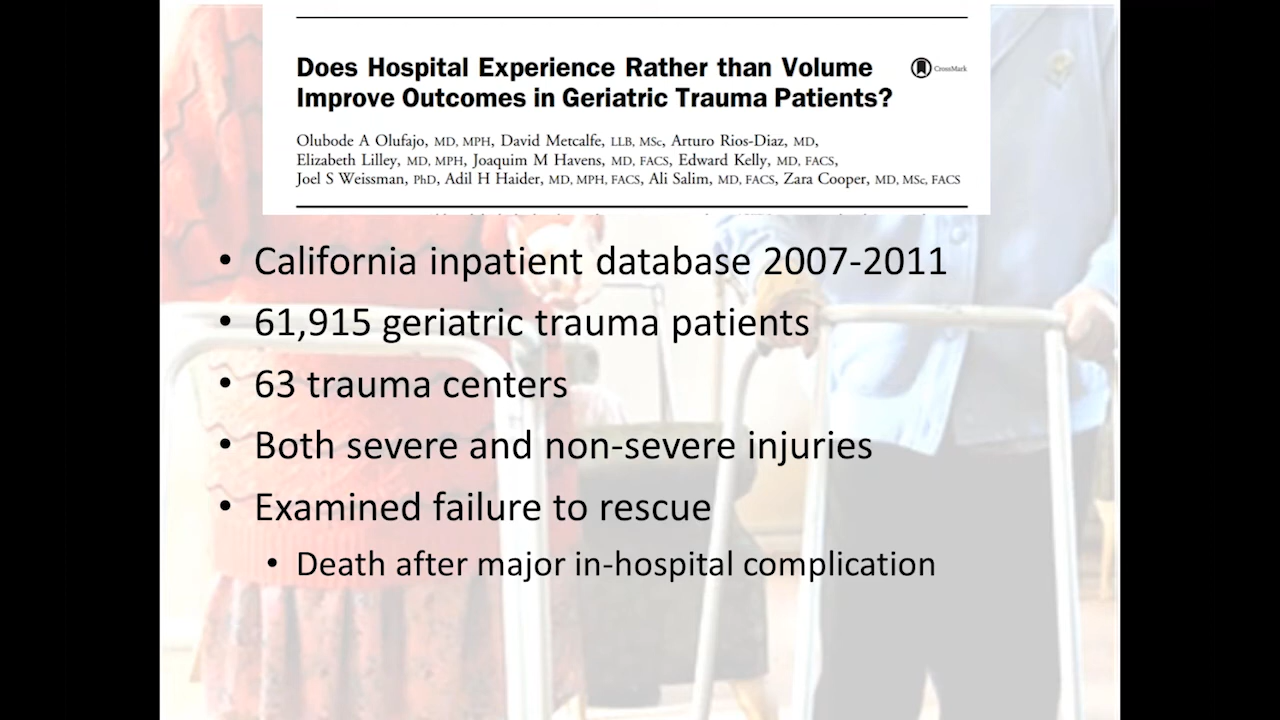 Does Hospital Experience Rather than Volume
Improve Outcomes in Geriatric Trauma Patients?
CrossMark
Olubode A Olufajo, MD, MPH, David Metcalfe, LLB, MSc, Arturo Rios-Diaz, MD,
Elizabeth Lilley, MD, MPH, Joaquim M Havens, MD, FACS, Edward Kelly, MD, FACS,
Joel S Weissman, PhD, Adil H Haider, MD, MPH, FACS, Ali Salim, MD, FACS, Zara Cooper, MD, MSc, FACS
• California inpatient database 2007-2011
• 61,915 geriatric trauma patients
• 63 trauma centers
• Both severe and non-severe injuries
• Examined failure to rescue
• Death after major in-hospital complication